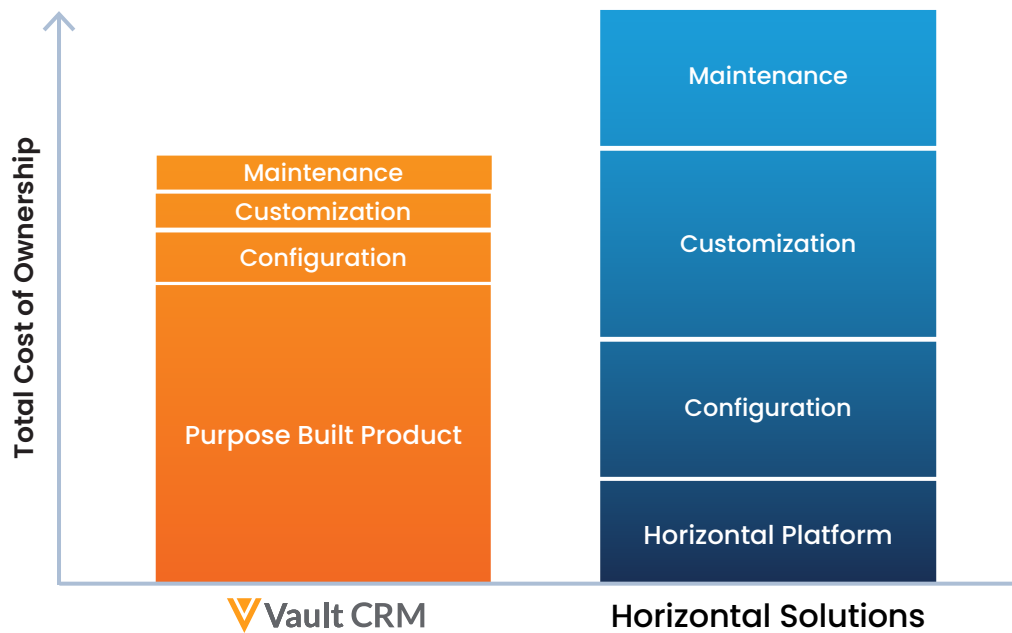 Total Cost of Ownership
Maintenance
Customization
Configuration
Purpose Built Product
Vault CRM
Maintenance
Customization
Configuration
Horizontal Platform
Horizontal Solutions